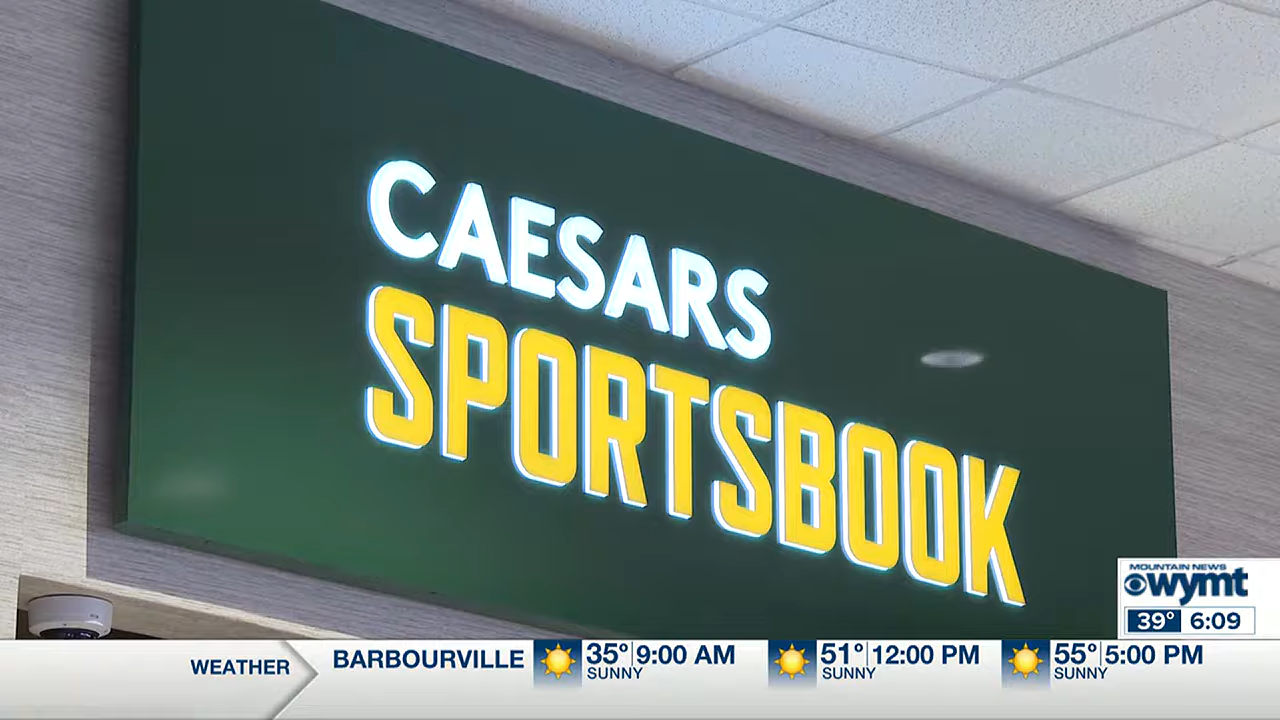 CAESARS
SPORTSBOOK
MOUNTAIN NEWS
wymt
39° 6:09
WEATHER
BARBOURVILLE
35° 9:00 AM
SUNNY
51° 12:00 PM
SUNNY
55° 5:00 PM
SUNNY